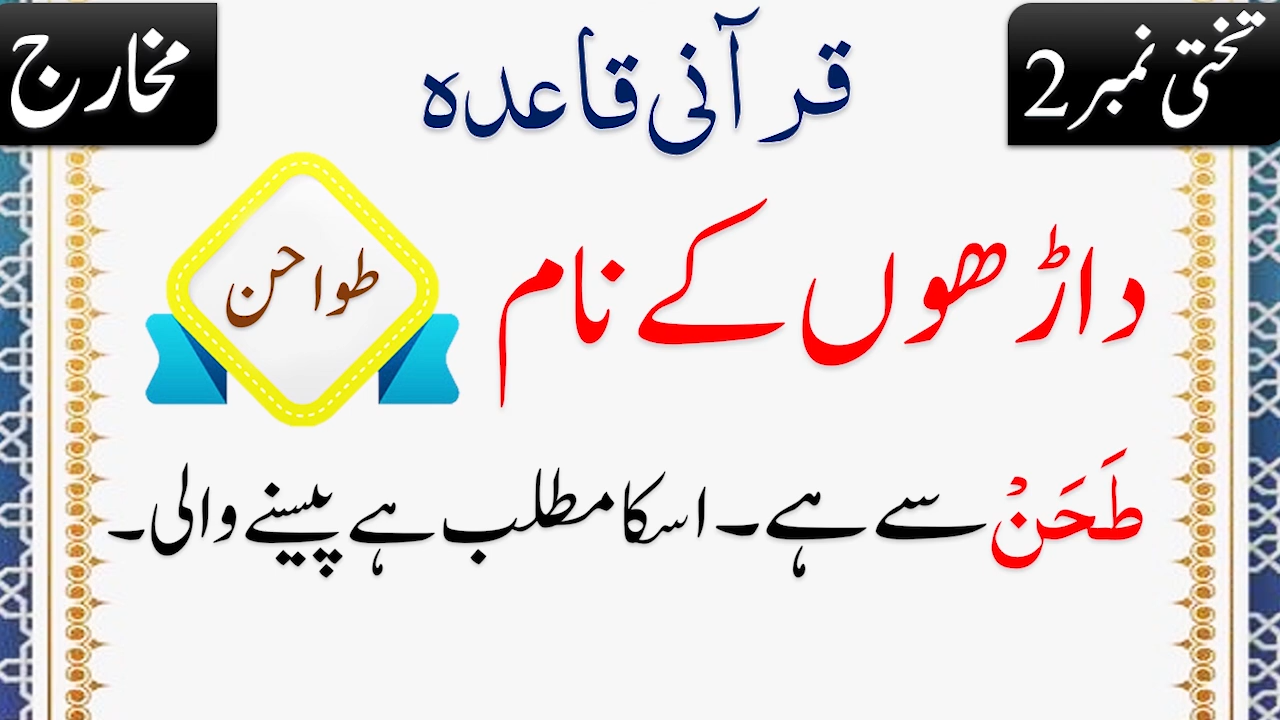 تختی نمبر 2
قرآنی قاعدہ
مخارج
داڑھوں کے نام
طواحن
طَحَنْ سے ہے۔ اسکا مطلب ہے پیسنے والی۔